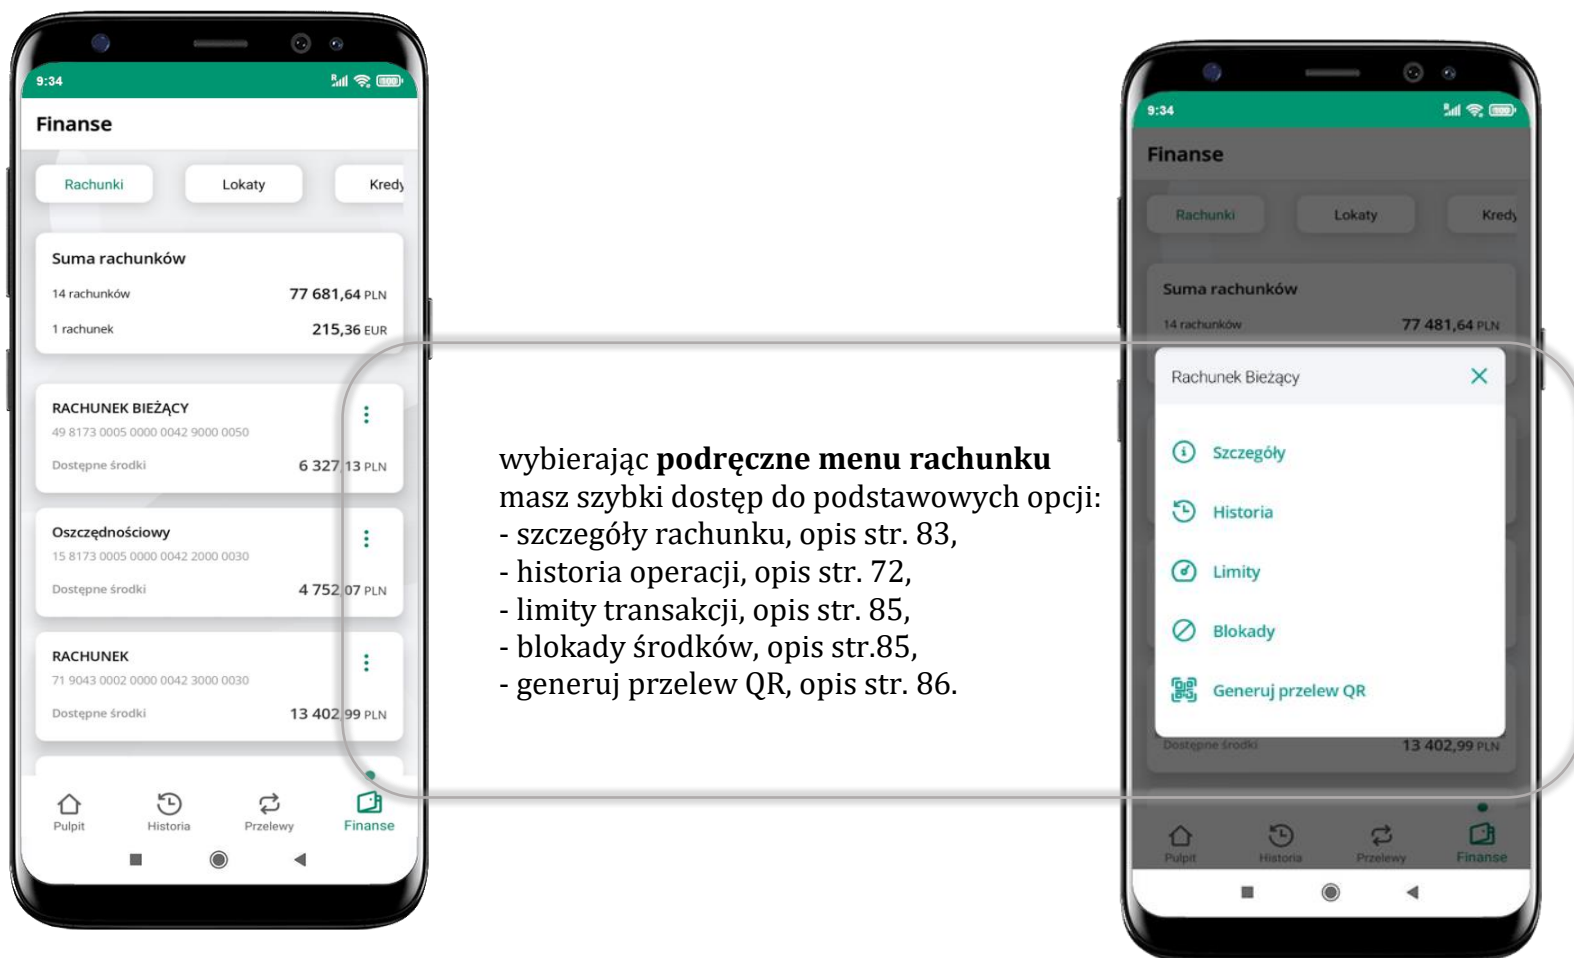 9:34
Finanse
Rachunki Lokaty Kredy
Suma rachunków
14 rachunków 77 681,64 PLN
1 rachunek 215,36 EUR
RACHUNEK BIEŻĄCY
49 8173 0005 0000 0042 9000 0050
Dostępne środki 6 327,13 PLN
Oszczędnościowy
15 8173 0005 0000 0042 2000 0030
Dostępne środki 4 752,07 PLN
RACHUNEK
71 9043 0002 0000 0042 3000 0030
Dostępne środki 13 402,99 PLN
Pulpit Historia Przelewy Finanse
wybierając podręczne menu rachunku
masz szybki dostęp do podstawowych opcji:
- szczegóły rachunku, opis str. 83,
- historia operacji, opis str. 72,
- limity transakcji, opis str. 85,
- blokady środków, opis str.85,
- generuj przelew QR, opis str. 86.
9:34
Finanse
Rachunki Lokaty Kredy
Suma rachunków
14 rachunków 77 481,64 PLN
Rachunek Bieżący
Szczegóły
Historia
Limity
Blokady
Generuj przelew QR
Dostępne środki 13 402,99 PLN
Pulpit Historia Przelewy Finanse